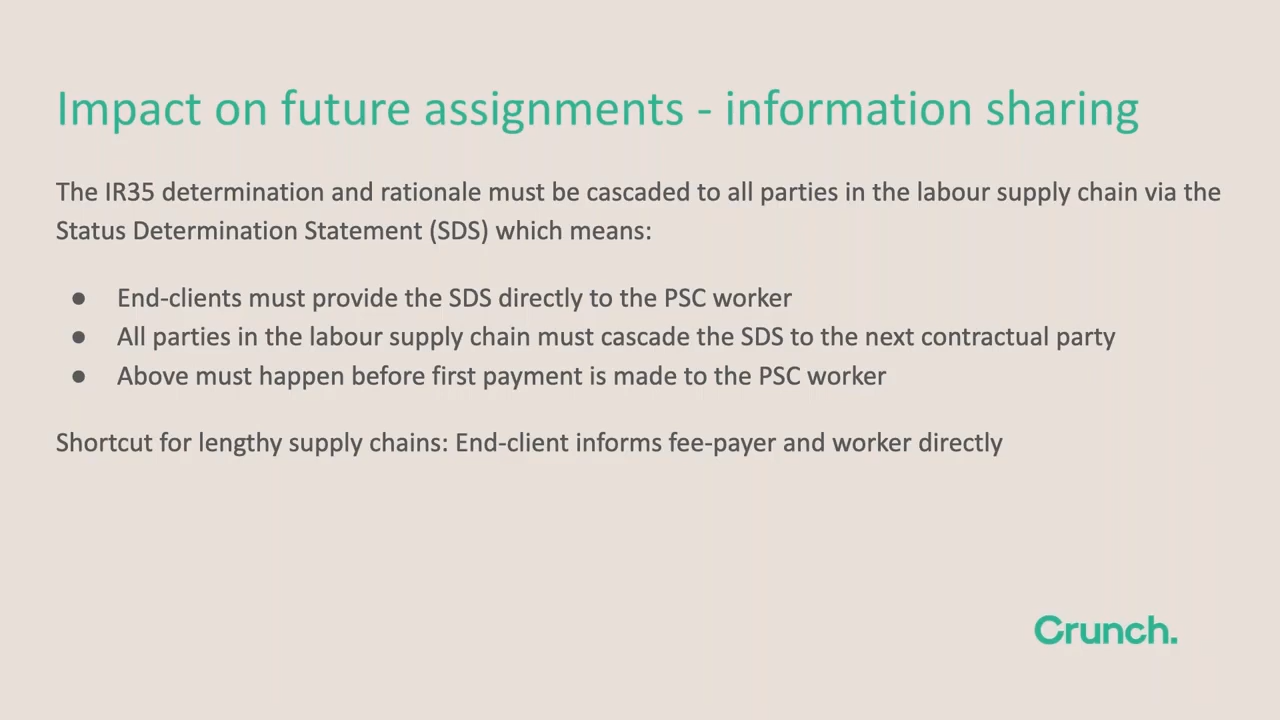 Impact on future assignments - information sharing
The IR35 determination and rationale must be cascaded to all parties in the labour supply chain via the
Status Determination Statement (SDS) which means:
● End-clients must provide the SDS directly to the PSC worker
● All parties in the labour supply chain must cascade the SDS to the next contractual party
● Above must happen before first payment is made to the PSC worker
Shortcut for lengthy supply chains: End-client informs fee-payer and worker directly
Crunch.